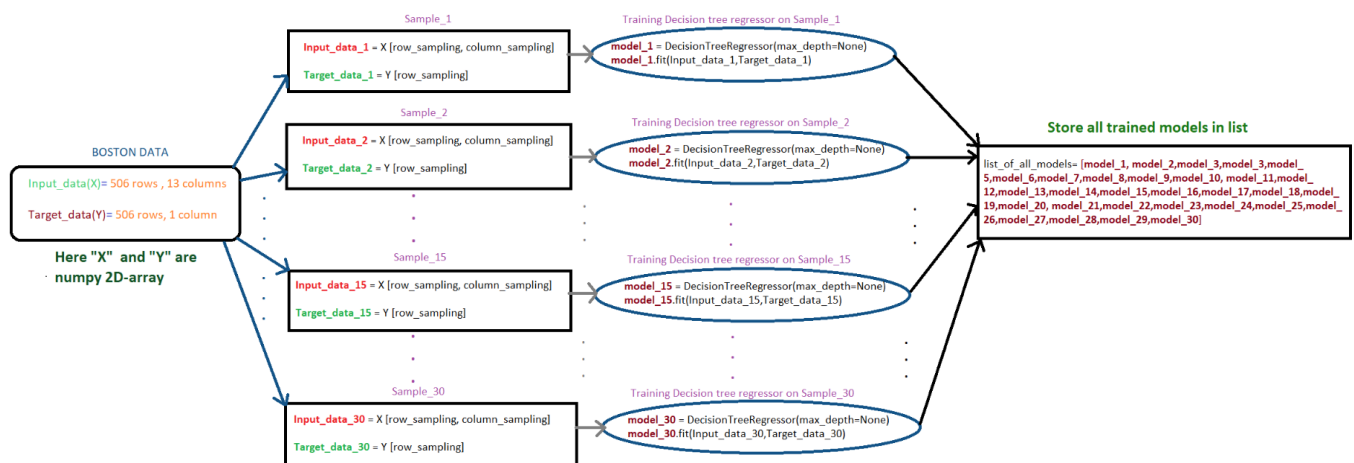 Sample_1
Input_data_1 = X [row_sampling, column_sampling]
Target_data_1 = Y [row_sampling]
Training Decision tree regressor on Sample_1
model_1 = DecisionTreeRegressor(max_depth=None)
model_1.fit(Input_data_1,Target_data_1)
Sample_2
Input_data_2 = X [row_sampling, column_sampling]
Target_data_2 = Y [row_sampling]
Training Decision tree regressor on Sample_2
model_2 = DecisionTreeRegressor(max_depth=None)
model_2.fit(Input_data_2,Target_data_2)
Store all trained models in list
list_of_all_models= [model_1, model_2,model_3,model_3,model_
5,model_6,model_7,model_8,model_9,model_10, model_11,model_
12,model_13,model_14,model_15,model_16,model_17,model_18,model_
19,model_20, model_21,model_22,model_23,model_24,model_25,model_
26,model_27,model_28,model_29,model_30]
BOSTON DATA
Input_data(X)= 506 rows , 13 columns
Target_data(Y)= 506 rows, 1 column
Here "X" and "Y" are
numpy 2D-array
Sample_15
Input_data_15 = X [row_sampling, column_sampling]
Target_data_15 = Y [row_sampling]
Training Decision tree regressor on Sample_15
model_15 = DecisionTreeRegressor(max_depth=None)
model_15.fit(Input_data_15,Target_data_15)
Sample_30
Input_data_30 = X [row_sampling, column_sampling]
Target_data_30 = Y [row_sampling]
Training Decision tree regressor on Sample_30
model_30 = DecisionTreeRegressor(max_depth=None)
model_30.fit(Input_data_30,Target_data_30)